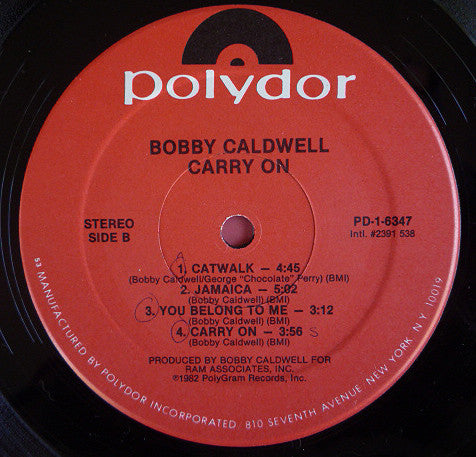 polydor
BOBBY CALDWELL
CARRY ON
STEREO
SIDE B
PD-1-6347
Intl. #2391 538
1. CATWALK — 4:45
(Bobby Caldwell/George "Chocolate" Perry) (BMI)
2. JAMAICA — 5:02
(Bobby Caldwell) (BMI)
3. YOU BELONG TO ME — 3:12
(Bobby Caldwell) (BMI)
4. CARRY ON — 3:56 S
(Bobby Caldwell) (BMI)
PRODUCED BY BOBBY CALDWELL FOR
RAM ASSOCIATES, INC.
℗1982 PolyGram Records, Inc.
53 MANUFACTURED BY POLYDOR INCORPORATED. 810 SEVENTH AVENUE, NEW YORK, N.Y. 10019